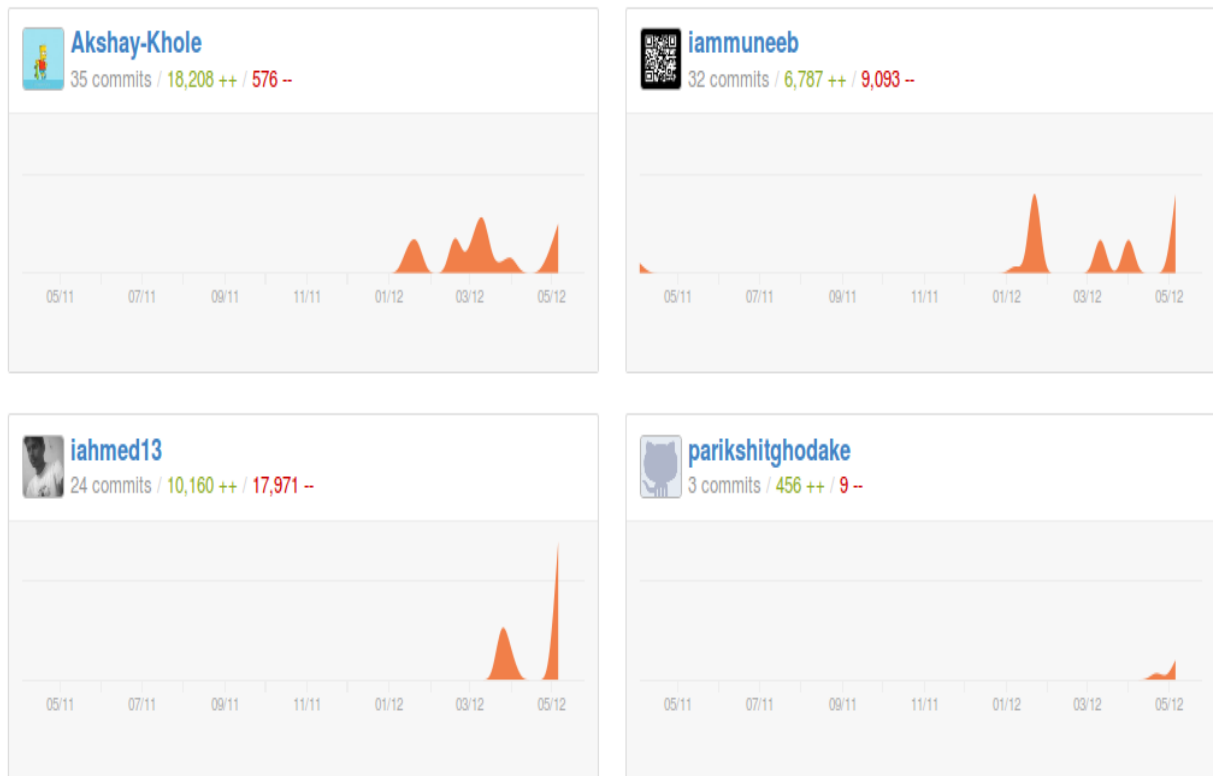 Akshay-Khole
35 commits / 18,208 ++ / 576 --
05/11 07/11 09/11 11/11 01/12 03/12 05/12
iammuneeb
32 commits / 6,787 ++ / 9,093 --
05/11 07/11 09/11 11/11 01/12 03/12 05/12
iahmed13
24 commits / 10,160 ++ / 17,971 --
05/11 07/11 09/11 11/11 01/12 03/12 05/12
parikshitghodake
3 commits / 456 ++ / 9 --
05/11 07/11 09/11 11/11 01/12 03/12 05/12